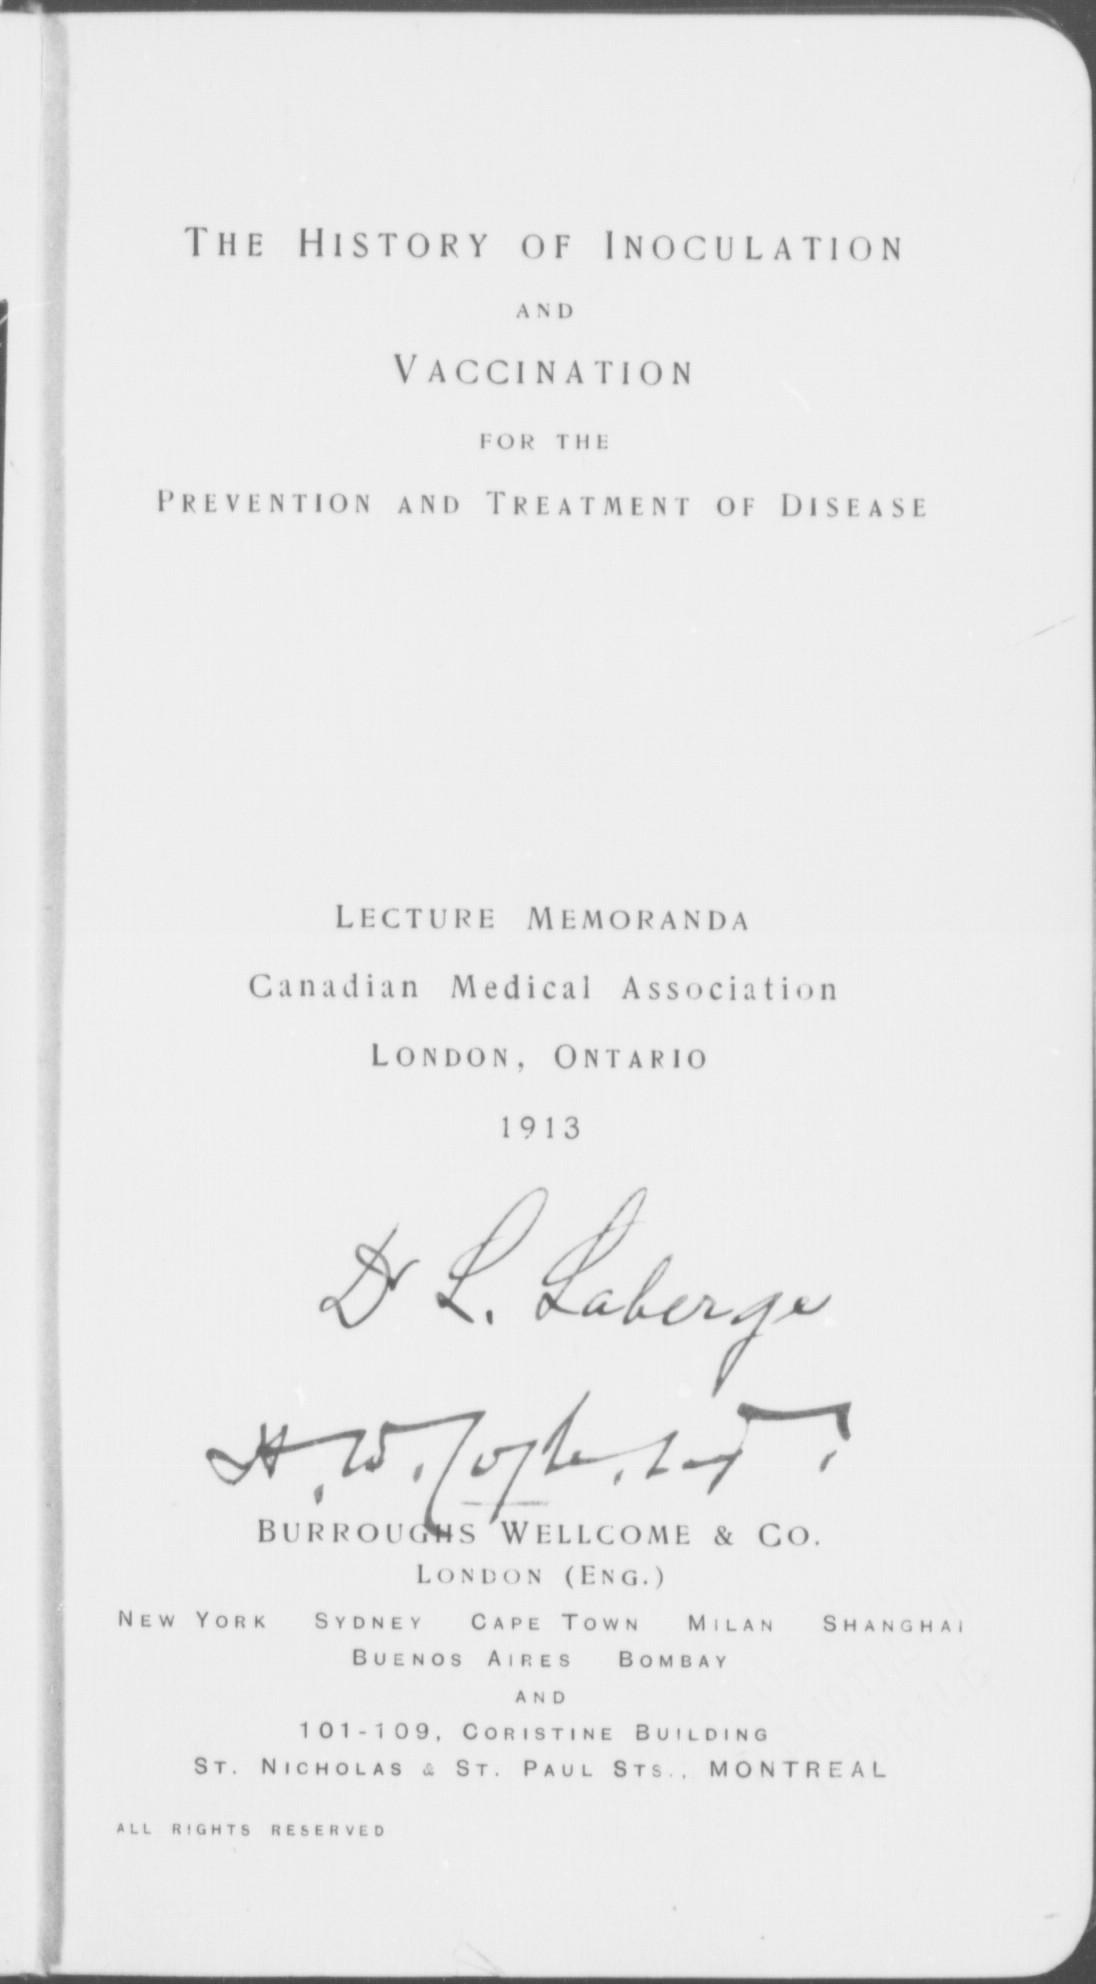 THE HISTORY OF INOCULATION
AND
VACCINATION
FOR THE
PREVENTION AND TREATMENT OF DISEASE
LECTURE MEMORANDA
Canadian Medical Association
LONDON, ONTARIO
1913
Dr L. Laberge
H. W.
BURROUGHS WELLCOME & CO.
LONDON (ENG.)
NEW YORK SYDNEY CAPE TOWN MILAN SHANGHAI
BUENOS AIRES BOMBAY
AND
101-109, CORISTINE BUILDING
ST. NICHOLAS & ST. PAUL STS., MONTREAL
ALL RIGHTS RESERVED